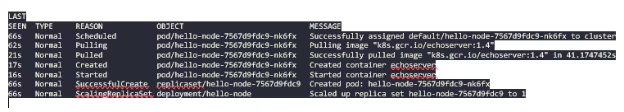 LAST
SEEN TYPE REASON OBJECT MESSAGE
66s Normal Scheduled pod/hello-node-7567d9fdc9-nk6fx Successfully assigned default/hello-node-7567d9fdc9-nk6fx to cluster
62s Normal Pulling pod/hello-node-7567d9fdc9-nk6fx Pulling image "k8s.gcr.io/echoserver:1.4"
21s Normal Pulled pod/hello-node-7567d9fdc9-nk6fx Successfully pulled image "k8s.gcr.io/echoserver:1.4" in 41.1747452s
17s Normal Created pod/hello-node-7567d9fdc9-nk6fx Created container echoserver
16s Normal Started pod/hello-node-7567d9fdc9-nk6fx Started container echoserver
66s Normal SuccessfulCreate replicaset/hello-node-7567d9fdc9 Created pod: hello-node-7567d9fdc9-nk6fx
66s Normal ScalingReplicaSet deployment/hello-node Scaled up replica set hello-node-7567d9fdc9 to 1